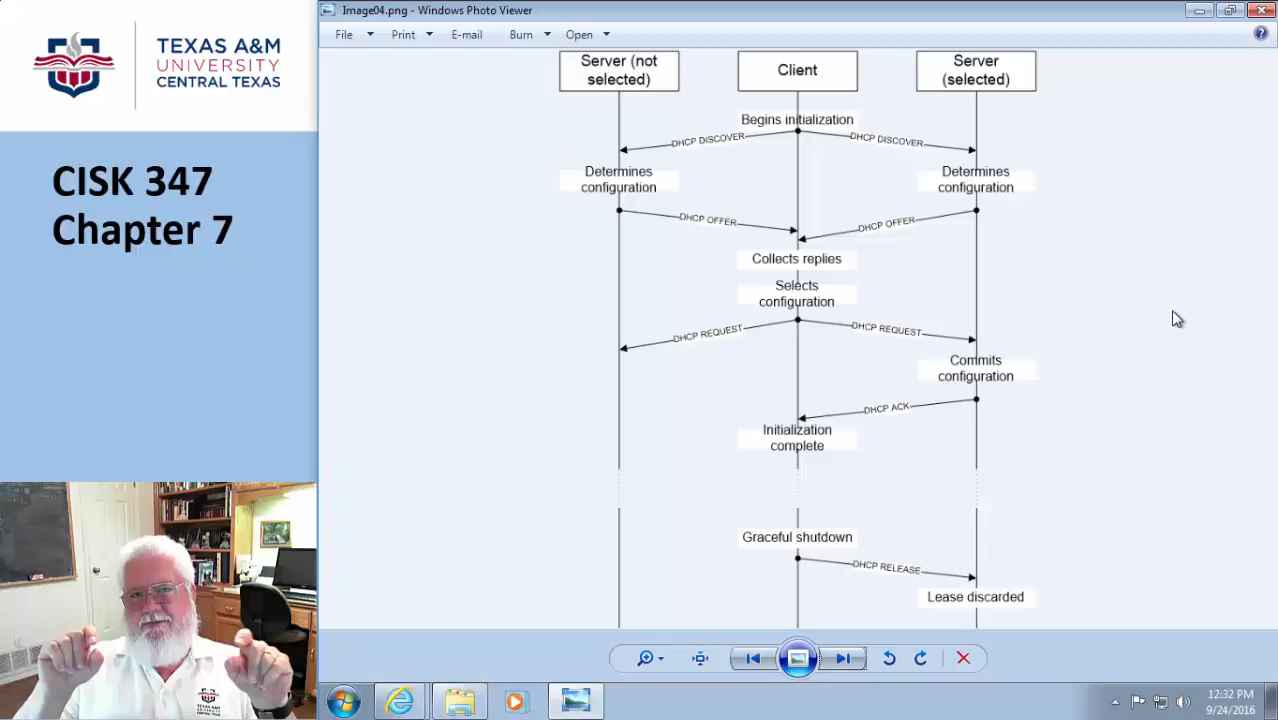 TEXAS A&M
UNIVERSITY
CENTRAL TEXAS
CISK 347
Chapter 7
Image04.png - Windows Photo Viewer
File Print E-mail Burn Open
Server (not
selected)
Client
Server
(selected)
Begins initialization
DHCP DISCOVER
DHCP DISCOVER
Determines
configuration
Determines
configuration
DHCP OFFER
DHCP OFFER
Collects replies
Selects
configuration
DHCP REQUEST
DHCP REQUEST
Commits
configuration
DHCP ACK
Initialization
complete
Graceful shutdown
DHCP RELEASE
Lease discarded
12:32 PM
9/24/2016